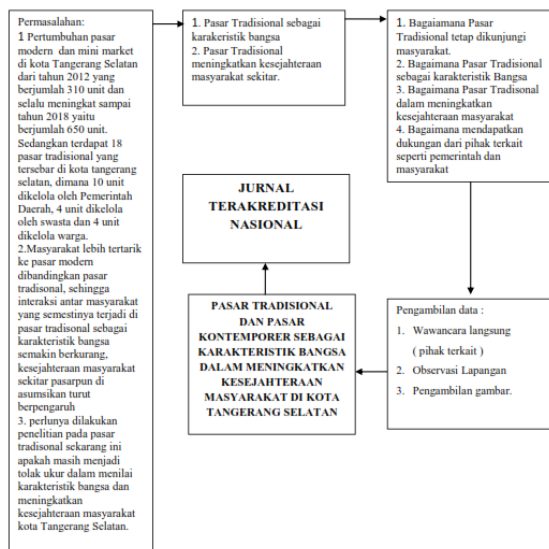 Permasalahan:
1 Pertumbuhan pasar
modern dan mini market
di kota Tangerang Selatan
dari tahun 2012 yang
berjumlah 310 unit dan
selalu meningkat sampai
tahun 2018 yaitu
berjumlah 650 unit.
Sedangkan terdapat 18
pasar tradisional yang
tersebar di kota tangerang
selatan, dimana 10 unit
dikelola oleh Pemerintah
Daerah, 4 unit dikelola
oleh swasta dan 4 unit
dikelola warga.
2.Masyarakat lebih tertarik
ke pasar modern
dibandingkan pasar
tradisonal, sehingga
interaksi antar masyarakat
yang semestinya terjadi di
pasar tradisional sebagai
karakteristik bangsa
semakin berkurang,
kesejahteraan masyarakat
sekitar pasarpun di
asumsikan turut
berpengaruh
3. perlunya dilakukan
penelitian pada pasar
tradisonal sekarang ini
apakah masih menjadi
tolak ukur dalam menilai
karakteristik bangsa dan
meningkatkan
kesejahteraan masyarakat
kota Tangerang Selatan.
1. Pasar Tradisional sebagai
karakeristik bangsa
2. Pasar Tradisional
meningkatkan kesejahteraan
masyarakat sekitar.
1. Bagaiamana Pasar
Tradisional tetap dikunjungi
masyarakat.
2. Bagaimana Pasar Tradisional
sebagai karakteristik Bangsa
3. Bagaimana Pasar Tradisonal
dalam meningkatkan
kesejahteraan masyarakat
4. Bagaimana mendapatkan
dukungan dari pihak terkait
seperti pemerintah dan
masyarakat
Pengambilan data :
1. Wawancara langsung
( pihak terkait )
2. Observasi Lapangan
3. Pengambilan gambar.
PASAR TRADISIONAL
DAN PASAR
KONTEMPORER SEBAGAI
KARAKTERISTIK BANGSA
DALAM MENINGKATKAN
KESEJAHTERAAN
MASYARAKAT DI KOTA
TANGERANG SELATAN
JURNAL
TERAKREDITASI
NASIONAL